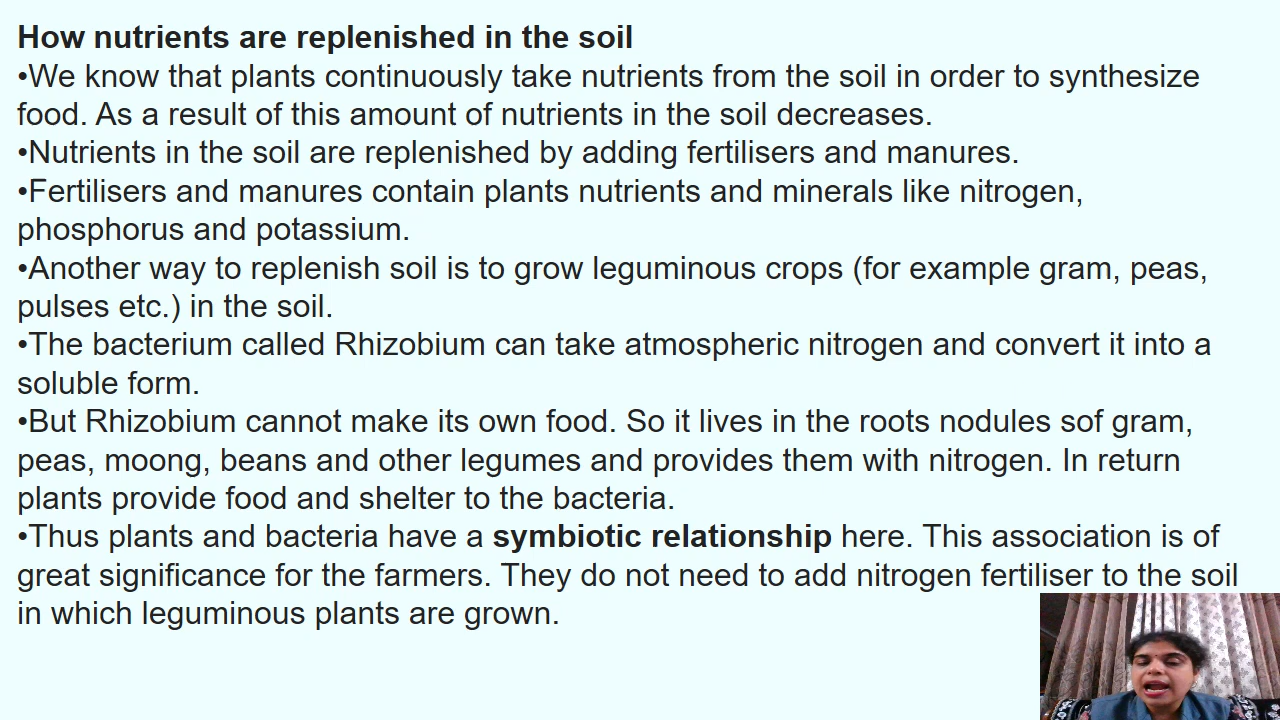 How nutrients are replenished in the soil
•We know that plants continuously take nutrients from the soil in order to synthesize
food. As a result of this amount of nutrients in the soil decreases.
•Nutrients in the soil are replenished by adding fertilisers and manures.
•Fertilisers and manures contain plants nutrients and minerals like nitrogen,
phosphorus and potassium.
•Another way to replenish soil is to grow leguminous crops (for example gram, peas,
pulses etc.) in the soil.
•The bacterium called Rhizobium can take atmospheric nitrogen and convert it into a
soluble form.
•But Rhizobium cannot make its own food. So it lives in the roots nodules sof gram,
peas, moong, beans and other legumes and provides them with nitrogen. In return
plants provide food and shelter to the bacteria.
•Thus plants and bacteria have a symbiotic relationship here. This association is of
great significance for the farmers. They do not need to add nitrogen fertiliser to the soil
in which leguminous plants are grown.